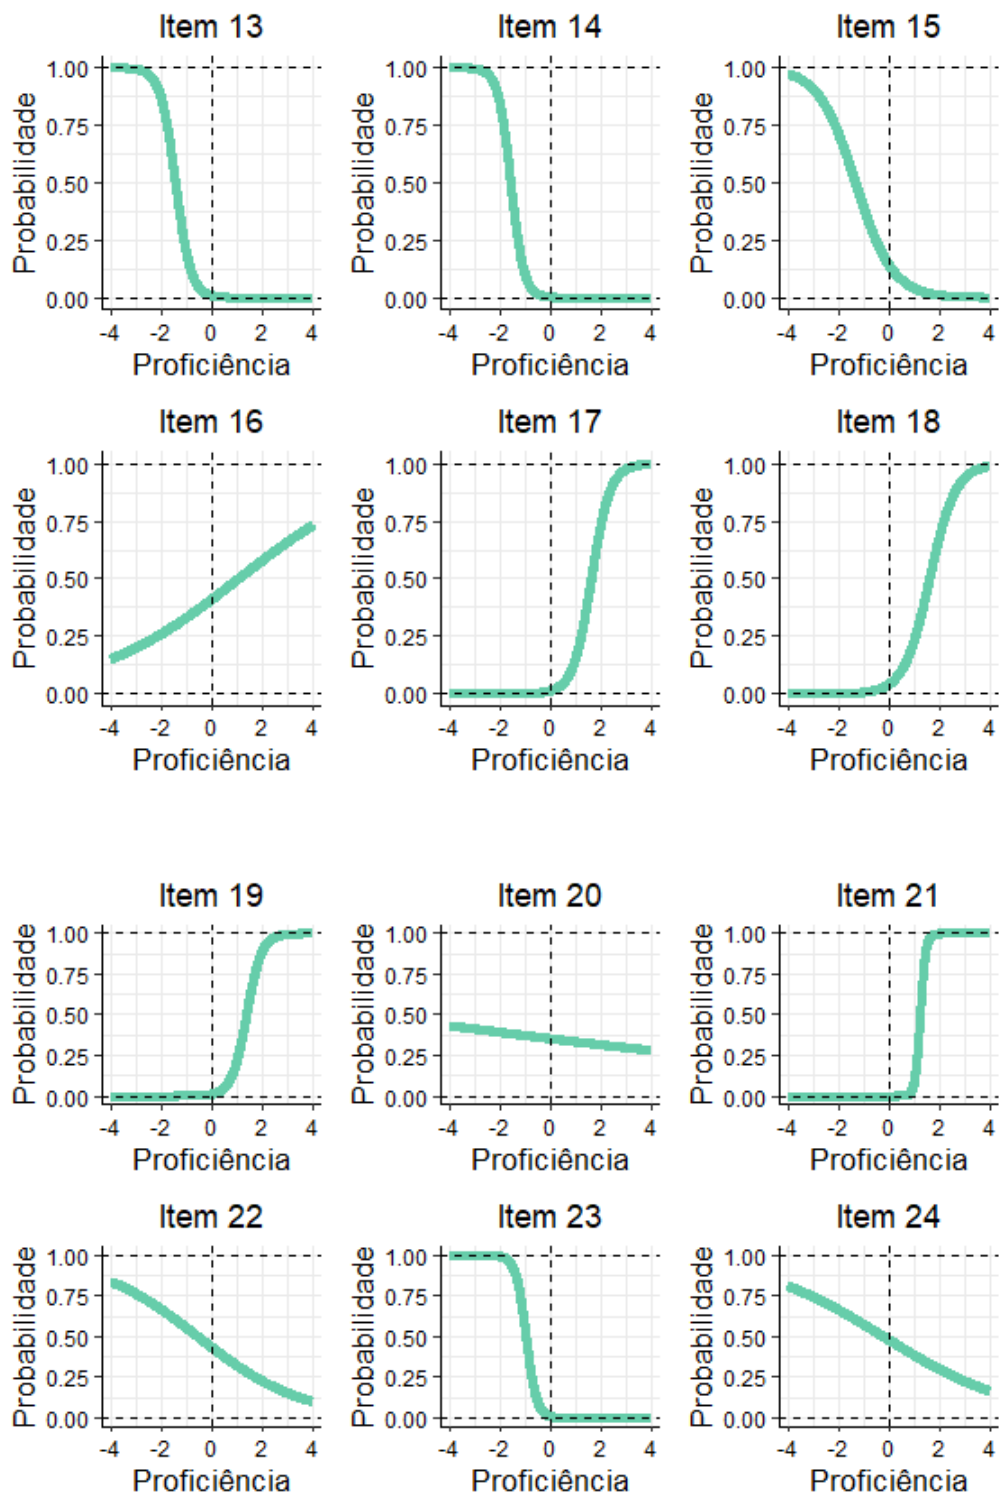 Item 13
Item 14
Item 15
Probabilidade
1.00
0.75
0.50
0.25
0.00
-4 -2 0 2 4
Proficiência
Probabilidade
1.00
0.75
0.50
0.25
0.00
-4 -2 0 2 4
Proficiência
Probabilidade
1.00
0.75
0.50
0.25
0.00
-4 -2 0 2 4
Proficiência
Item 16
Item 17
Item 18
Probabilidade
1.00
0.75
0.50
0.25
0.00
-4 -2 0 2 4
Proficiência
Probabilidade
1.00
0.75
0.50
0.25
0.00
-4 -2 0 2 4
Proficiência
Probabilidade
1.00
0.75
0.50
0.25
0.00
-4 -2 0 2 4
Proficiência
Item 19
Item 20
Item 21
Probabilidade
1.00
0.75
0.50
0.25
0.00
-4 -2 0 2 4
Proficiência
Probabilidade
1.00
0.75
0.50
0.25
0.00
-4 -2 0 2 4
Proficiência
Probabilidade
1.00
0.75
0.50
0.25
0.00
-4 -2 0 2 4
Proficiência
Item 22
Item 23
Item 24
Probabilidade
1.00
0.75
0.50
0.25
0.00
-4 -2 0 2 4
Proficiência
Probabilidade
1.00
0.75
0.50
0.25
0.00
-4 -2 0 2 4
Proficiência
Probabilidade
1.00
0.75
0.50
0.25
0.00
-4 -2 0 2 4
Proficiência